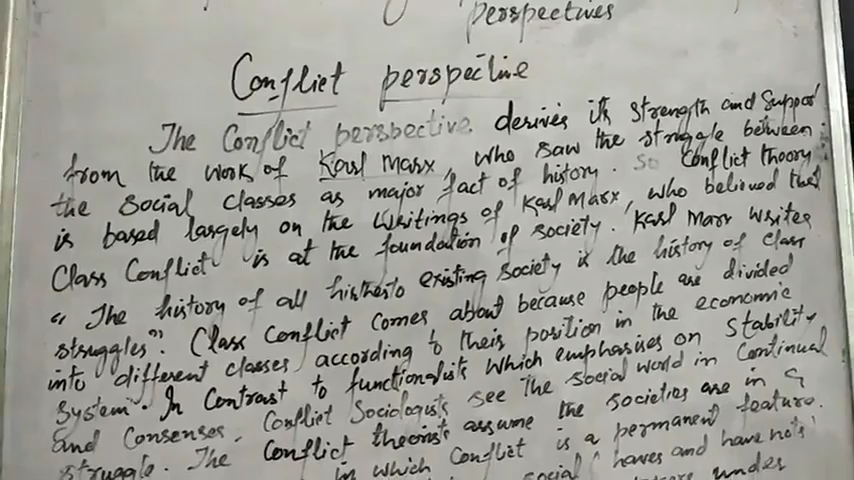 perspectives
Conflict perspective
The Conflict perspective derives its strength and Support
from the work of Karl Marx, who saw the struggle between
the Social classes as major fact of history. So Conflict theory
is based largely on the writings of Karl Marx, who believed that
Class Conflict is at the foundation of society. Karl Marx writes
" The history of all hitherto existing society is the history of class
struggles". Class Conflict comes about because people are divided
into different classes according to their position in the economic
System. In Contrast to functionalists which emphasises on Stability
and Consenses, Conflict Sociologists see the social world in Continual
struggle. The Conflict theorists assume the societies are in a
in which Conflict is a permanent feature.
social 'haves and have nots'
under